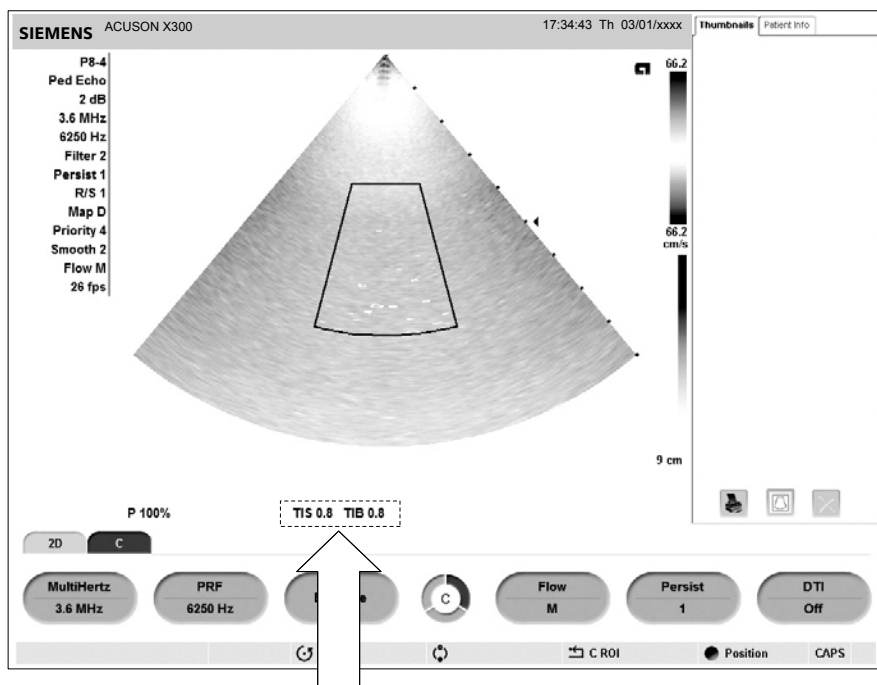 SIEMENS ACUSON X300 17:34:43 Th 03/01/xxxx
Thumbnails Patient Info
P8-4
Ped Echo
2 dB
3.6 MHz
6250 Hz
Filter 2
Persist 1
R/S 1
Map D
Priority 4
Smooth 2
Flow M
26 fps
66.2
66.2
cm/s
9 cm
P 100% TIS 0.8 TIB 0.8
2D C
MultiHertz PRF C Flow Persist DTI
3.6 MHz 6250 Hz M 1 Off
C ROI Position CAPS